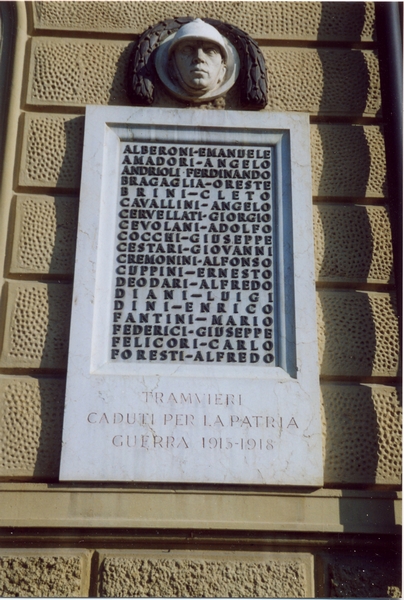 ALBERONI-EMANUELE
AMADORI-ANGELO
ANDRIOLI FERDINANDO
BRAGAGLIA-ORESTE
BRINI-CLETO
CAVALLINI-ANGELO
CERVELLATI-GIORGIO
CEVOLANI-ADOLFO
COCCHI-GIUSEPPE
CESTARI-GIOVANNI
CREMONINI-ALFONSO
CUPPINI-ERNESTO
DEODARI-ALFREDO
DIANI-LUIGI
DINI-ENRICO
FANTINI-MARIO
FEDERICI-GIUSEPPE
FELICORI-CARLO
FORESTI-ALFREDO
TRAMVIERI
CADUTI PER LA PATRIA
GUERRA 1915-1918